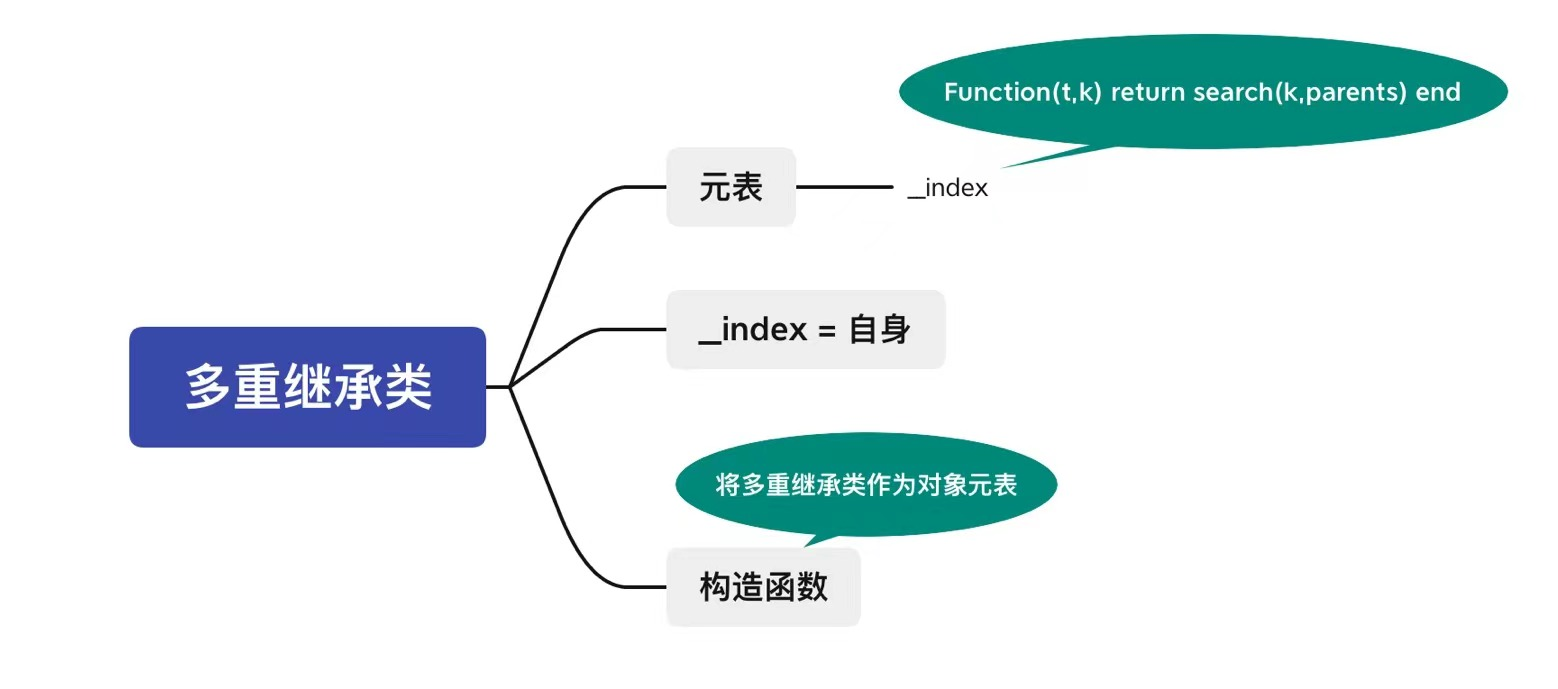 Function(t,k) return search(k,parents) end
元表
__index
__index = 自身
多重继承类
将多重继承类作为对象元表
构造函数